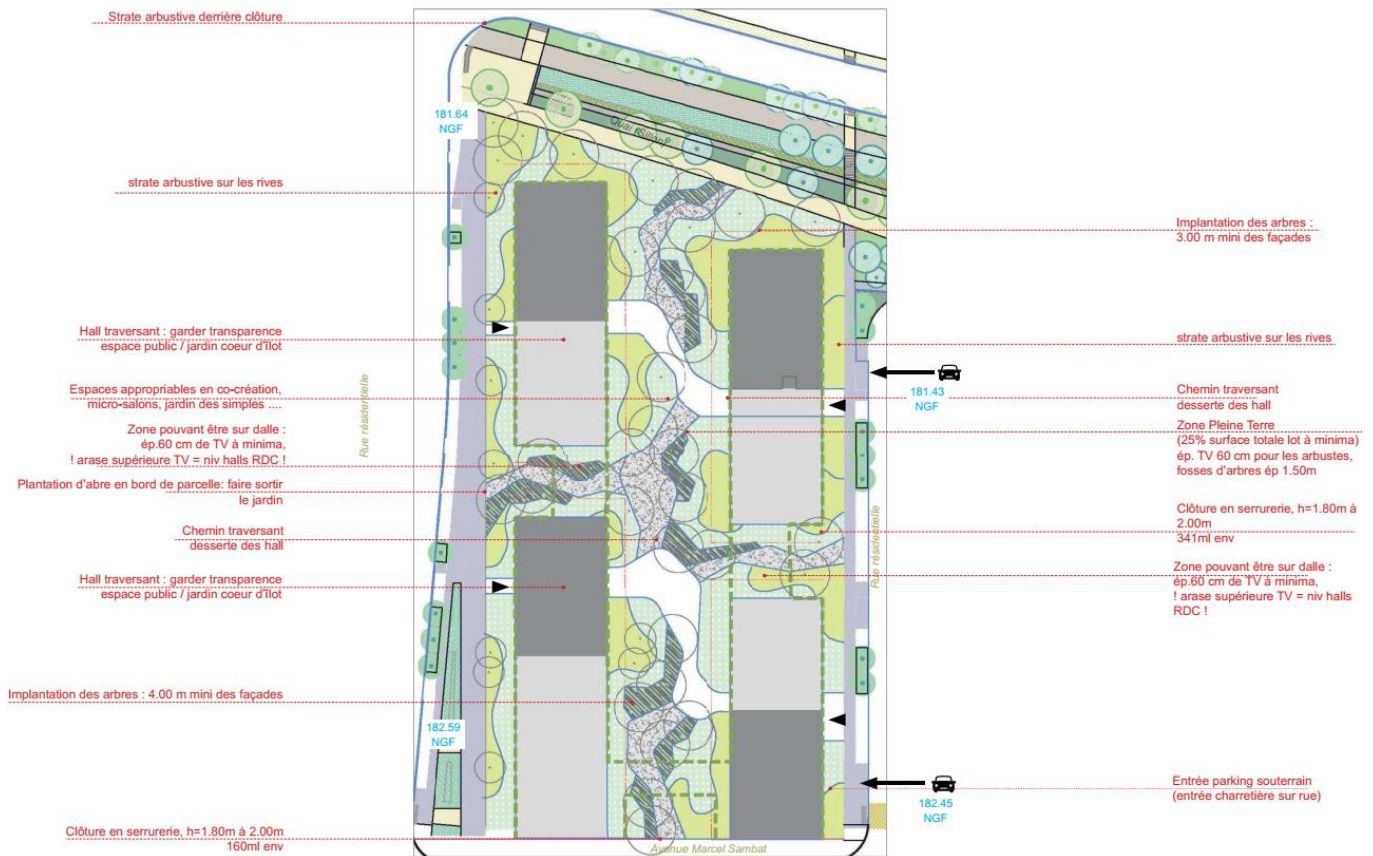 Strate arbustive derrière clôture
181.64
NGF
strate arbustive sur les rives
Hall traversant : garder transparence
espace public / jardin coeur d'îlot
Espaces appropriables en co-création,
micro-salons, jardin des simples ....
Zone pouvant être sur dalle :
ép.60 cm de TV à minima,
! arase supérieure TV = niv halls RDC !
Plantation d'abre en bord de parcelle: faire sortir
le jardin
Chemin traversant
desserte des hall
Hall traversant : garder transparence
espace public / jardin coeur d'îlot
Implantation des arbres : 4.00 m mini des façades
182.59
NGF
Clôture en serrurerie, h=1.80m à 2.00m
160ml env
Rue résidentielle
Avenue Marcel Sambat
Rue résidentielle
Implantation des arbres :
3.00 m mini des façades
strate arbustive sur les rives
181.43
NGF
Chemin traversant
desserte des hall
Zone Pleine Terre
(25% surface totale lot à minima)
ép. TV 60 cm pour les arbustes,
fosses d'arbres ép 1.50m
Clôture en serrurerie, h=1.80m à
2.00m
341ml env
Zone pouvant être sur dalle :
ép.60 cm de TV à minima,
! arase supérieure TV = niv halls
RDC !
Entrée parking souterrain
(entrée charretière sur rue)
182.45
NGF